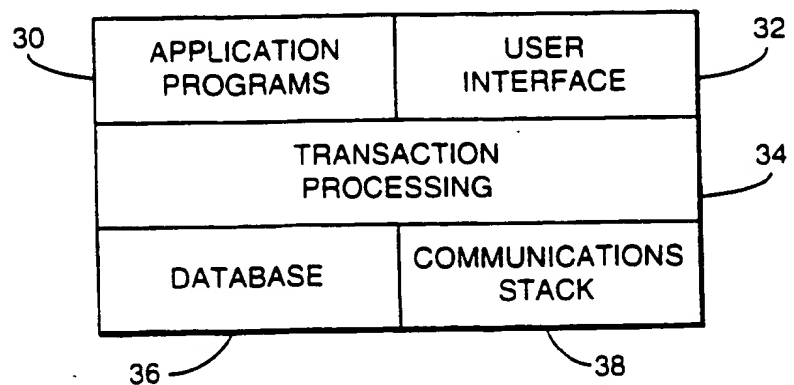 30
APPLICATION
PROGRAMS
USER
INTERFACE
32
TRANSACTION
PROCESSING
34
DATABASE
COMMUNICATIONS
STACK
36
38